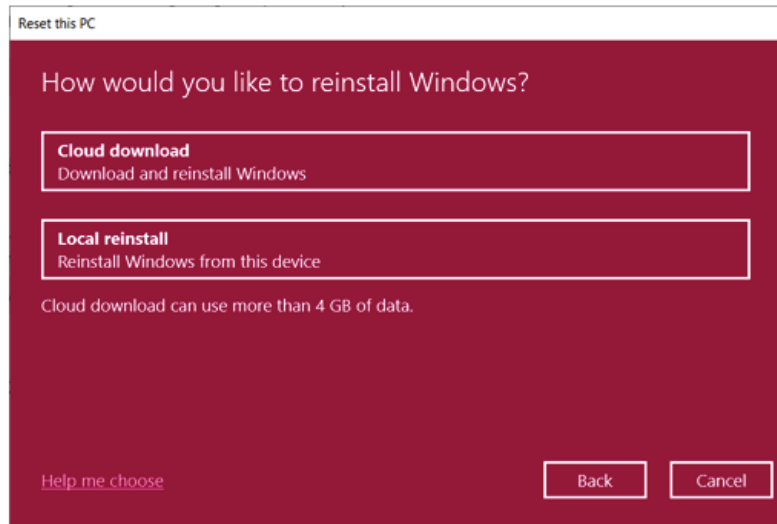 Reset this PC
How would you like to reinstall Windows?
Cloud download
Download and reinstall Windows
Local reinstall
Reinstall Windows from this device
Cloud download can use more than 4 GB of data.
Help me choose
Back
Cancel